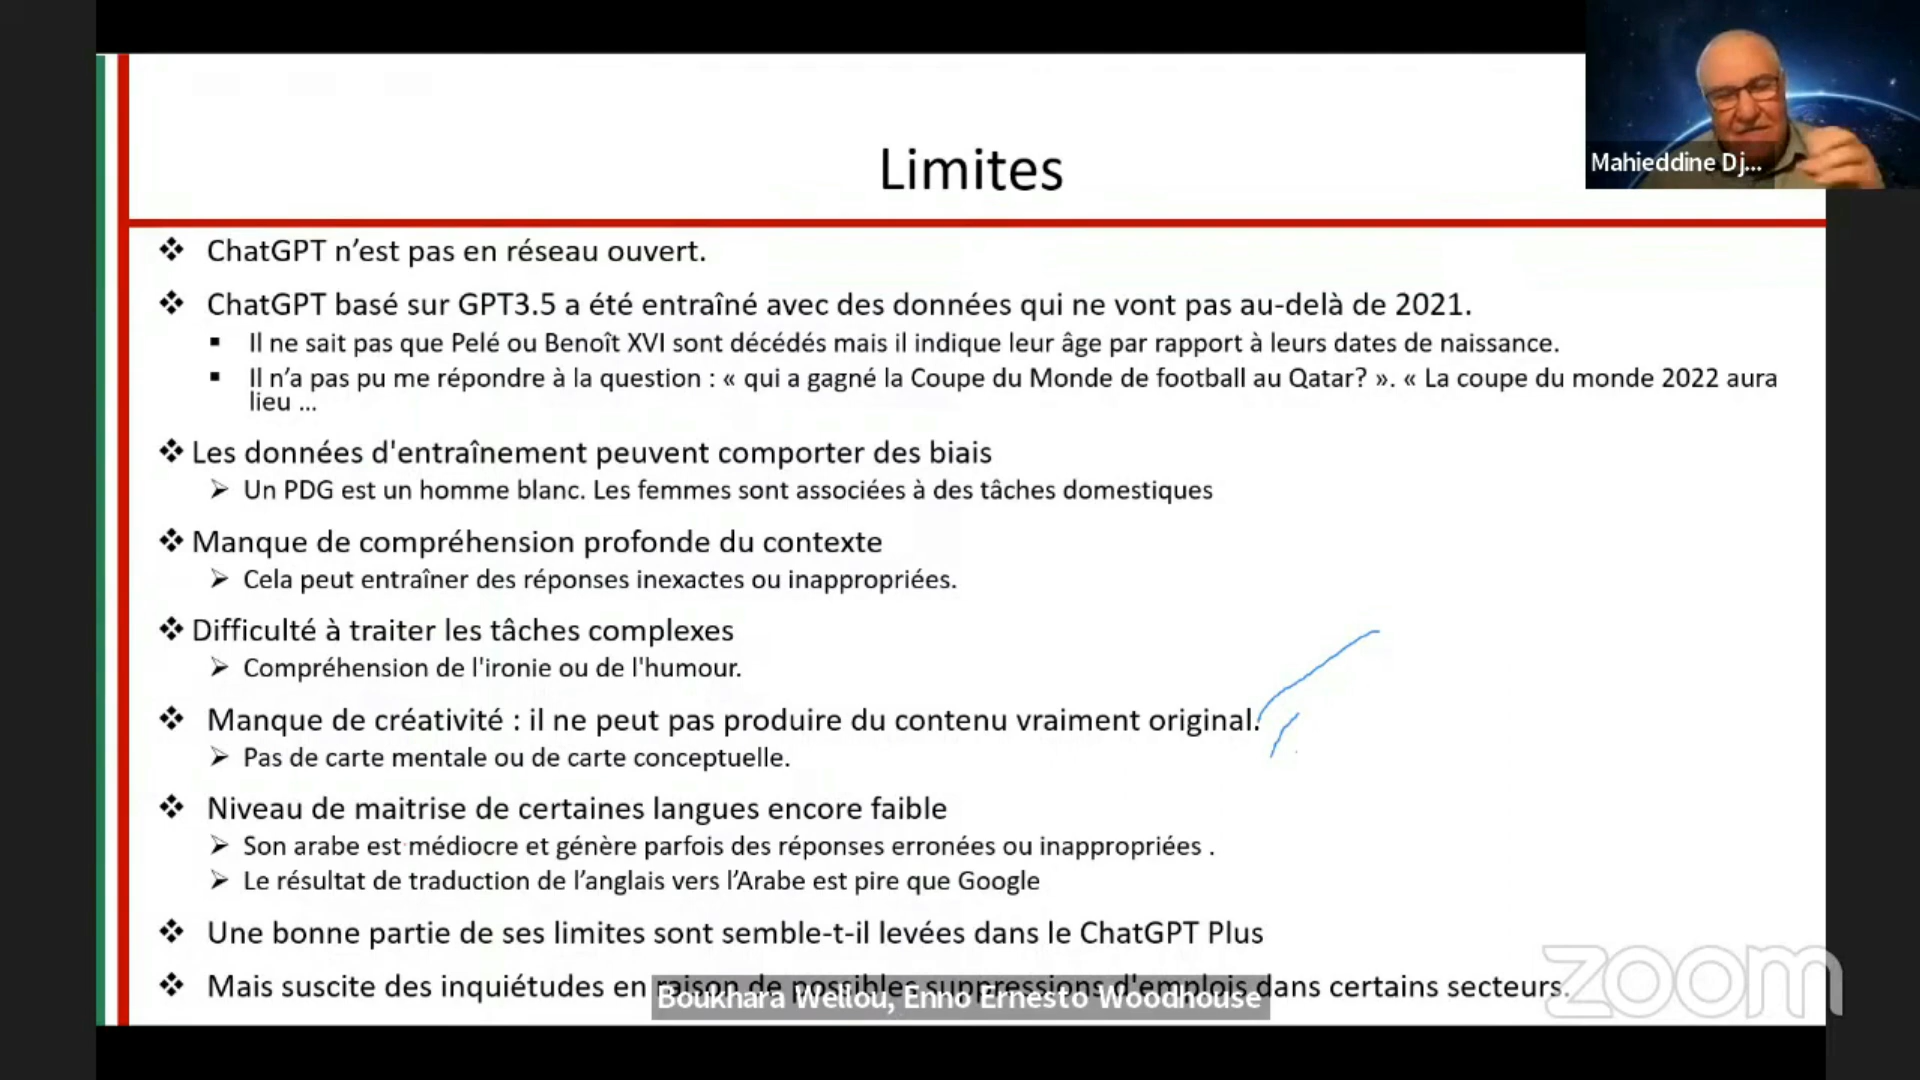 Limites
Mahieddine Dj...
❖ ChatGPT n’est pas en réseau ouvert.
❖ ChatGPT basé sur GPT3.5 a été entraîné avec des données qui ne vont pas au-delà de 2021.
▪ Il ne sait pas que Pelé ou Benoît XVI sont décédés mais il indique leur âge par rapport à leurs dates de naissance.
▪ Il n’a pas pu me répondre à la question : « qui a gagné la Coupe du Monde de football au Qatar? ». « La coupe du monde 2022 aura
lieu ...
❖ Les données d'entraînement peuvent comporter des biais
➢ Un PDG est un homme blanc. Les femmes sont associées à des tâches domestiques
❖ Manque de compréhension profonde du contexte
➢ Cela peut entraîner des réponses inexactes ou inappropriées.
❖ Difficulté à traiter les tâches complexes
➢ Compréhension de l'ironie ou de l'humour.
❖ Manque de créativité : il ne peut pas produire du contenu vraiment original.
➢ Pas de carte mentale ou de carte conceptuelle.
❖ Niveau de maitrise de certaines langues encore faible
➢ Son arabe est médiocre et génère parfois des réponses erronées ou inappropriées .
➢ Le résultat de traduction de l’anglais vers l’Arabe est pire que Google
❖ Une bonne partie de ses limites sont semble-t-il levées dans le ChatGPT Plus
❖ Mais suscite des inquiétudes en raison de possibles suppressions d'emplois dans certains secteurs.
Boukhara Wellou, Enno Ernesto Woodhouse
zoom